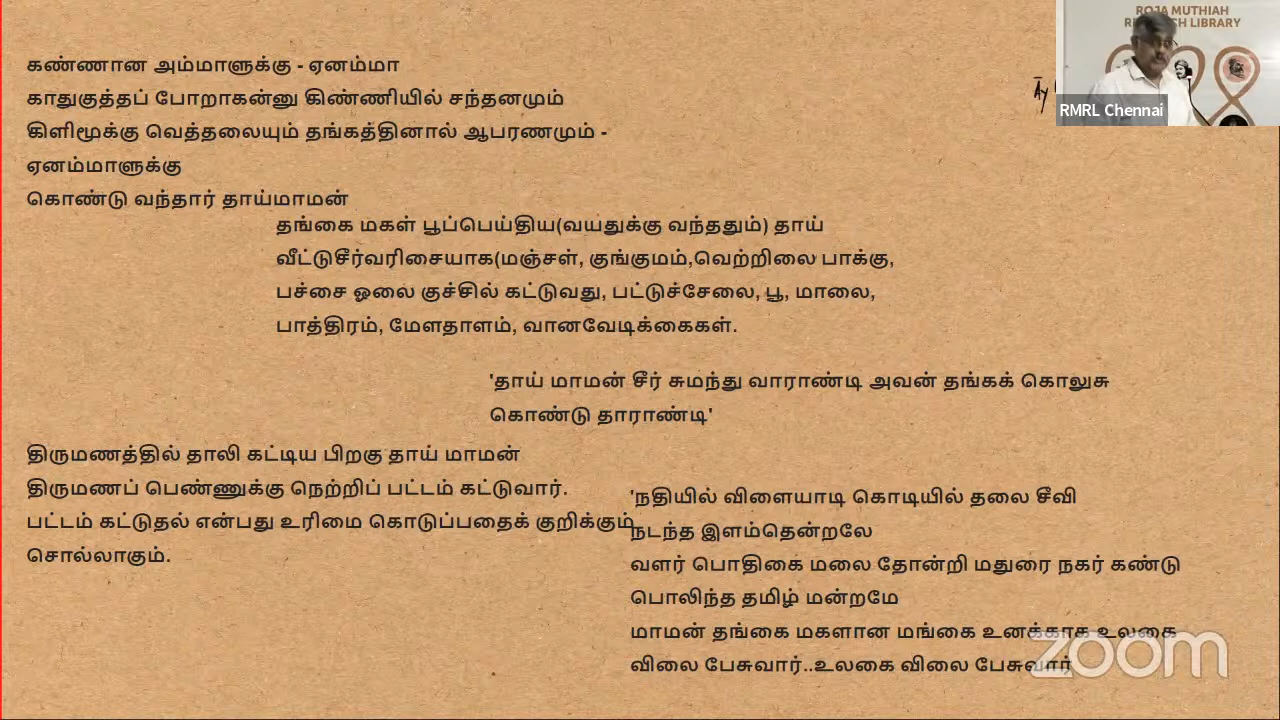 ROJA MUTHIAH
RESEARCH LIBRARY
RMRL Chennai
கண்ணான அம்மாளுக்கு - ஏனம்மா
காதுகுத்தப் போறாகன்னு கிண்ணியில் சந்தனமும்
கிளிமூக்கு வெத்தலையும் தங்கத்தினால் ஆபரணமும் -
ஏனம்மாளுக்கு
கொண்டு வந்தார் தாய்மாமன்
தங்கை மகள் பூப்பெய்திய(வயதுக்கு வந்ததும்) தாய்
வீட்டுசீர்வரிசையாக(மஞ்சள், குங்குமம்,வெற்றிலை பாக்கு,
பச்சை ஓலை குச்சில் கட்டுவது, பட்டுச்சேலை, பூ, மாலை,
பாத்திரம், மேளதாளம், வானவேடிக்கைகள்.
'தாய் மாமன் சீர் சுமந்து வாராண்டி அவன் தங்கக் கொலுசு
கொண்டு தாராண்டி'
திருமணத்தில் தாலி கட்டிய பிறகு தாய் மாமன்
திருமணப் பெண்ணுக்கு நெற்றிப் பட்டம் கட்டுவார்.
பட்டம் கட்டுதல் என்பது உரிமை கொடுப்பதைக் குறிக்கும்
சொல்லாகும்.
'நதியில் விளையாடி கொடியில் தலை சீவி
நடந்த இளம்தென்றலே
வளர் பொதிகை மலை தோன்றி மதுரை நகர் கண்டு
பொலிந்த தமிழ் மன்றமே
மாமன் தங்கை மகளான மங்கை உனக்காக உலகை
விலை பேசுவார்..உலகை விலை பேசுவார்
zoom